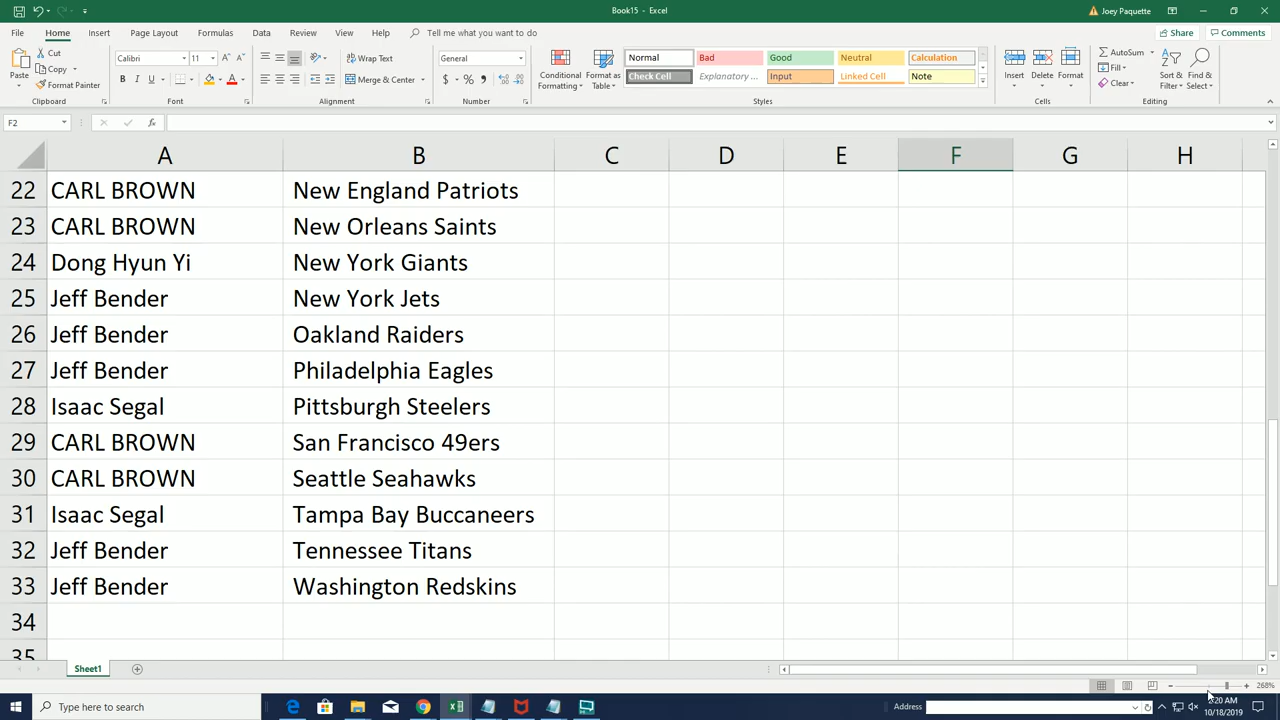 Book15 - Excel
Joey Paquette
File Home Insert Page Layout Formulas Data Review View Help Tell me what you want to do
Share Comments
Paste
Cut
Copy
Format Painter
Clipboard
Calibri 11
B I U
Font
Wrap Text
Merge & Center
Alignment
General
$ % 9
Number
Conditional Formatting
Format as Table
Normal Bad Good Neutral Calculation
Check Cell Explanatory ... Input Linked Cell Note
Styles
Insert Delete Format
Cells
AutoSum
Fill
Clear
Sort & Filter
Find & Select
Editing
F2 fx
A B C D E F G H
22 CARL BROWN New England Patriots
23 CARL BROWN New Orleans Saints
24 Dong Hyun Yi New York Giants
25 Jeff Bender New York Jets
26 Jeff Bender Oakland Raiders
27 Jeff Bender Philadelphia Eagles
28 Isaac Segal Pittsburgh Steelers
29 CARL BROWN San Francisco 49ers
30 CARL BROWN Seattle Seahawks
31 Isaac Segal Tampa Bay Buccaneers
32 Jeff Bender Tennessee Titans
33 Jeff Bender Washington Redskins
34
35
Sheet1
268%
Type here to search
Address
:20 AM
10/18/2019